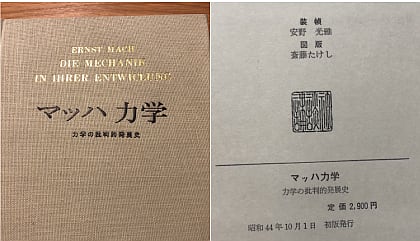 ERNST MACH
DIE MECHANIK
IN IHRER ENTWICLUNG
マッハ 力学
力学の批判的発展史
装幀
安野 光雅
図版
斎藤たけし
マッハ力学
力学の批判的発展史
定価 2,900円
昭和44年10月1日 初版発行